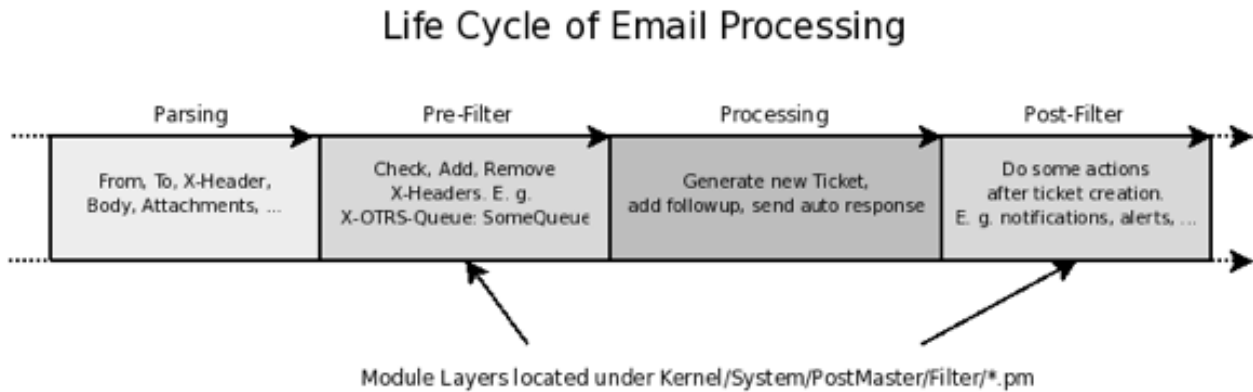 Life Cycle of Email Processing
Parsing
Pre-Filter
Processing
Post-Filter
From, To, X-Header,
Body, Attachments, ...
Check, Add, Remove
X-Headers. E. g.
X-OTRS-Queue: SomeQueue
Generate new Ticket,
add followup, send auto response
Do some actions
after ticket creation.
E. g. notifications, alerts, ...
Module Layers located under Kernel/System/PostMaster/Filter/*.pm